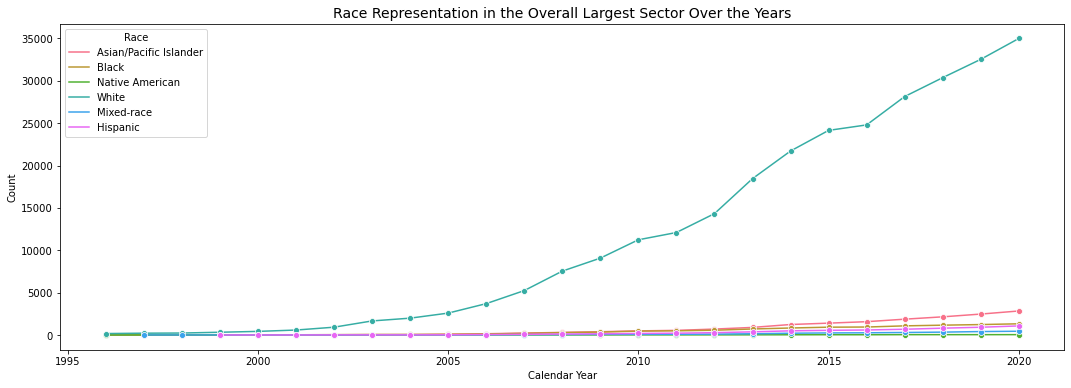 Race Representation in the Overall Largest Sector Over the Years
Race
Asian/Pacific Islander
Black
Native American
White
Mixed-race
Hispanic
35000
30000
25000
20000
15000
10000
5000
0
Count
1995
2000
2005
2010
2015
2020
Calendar Year